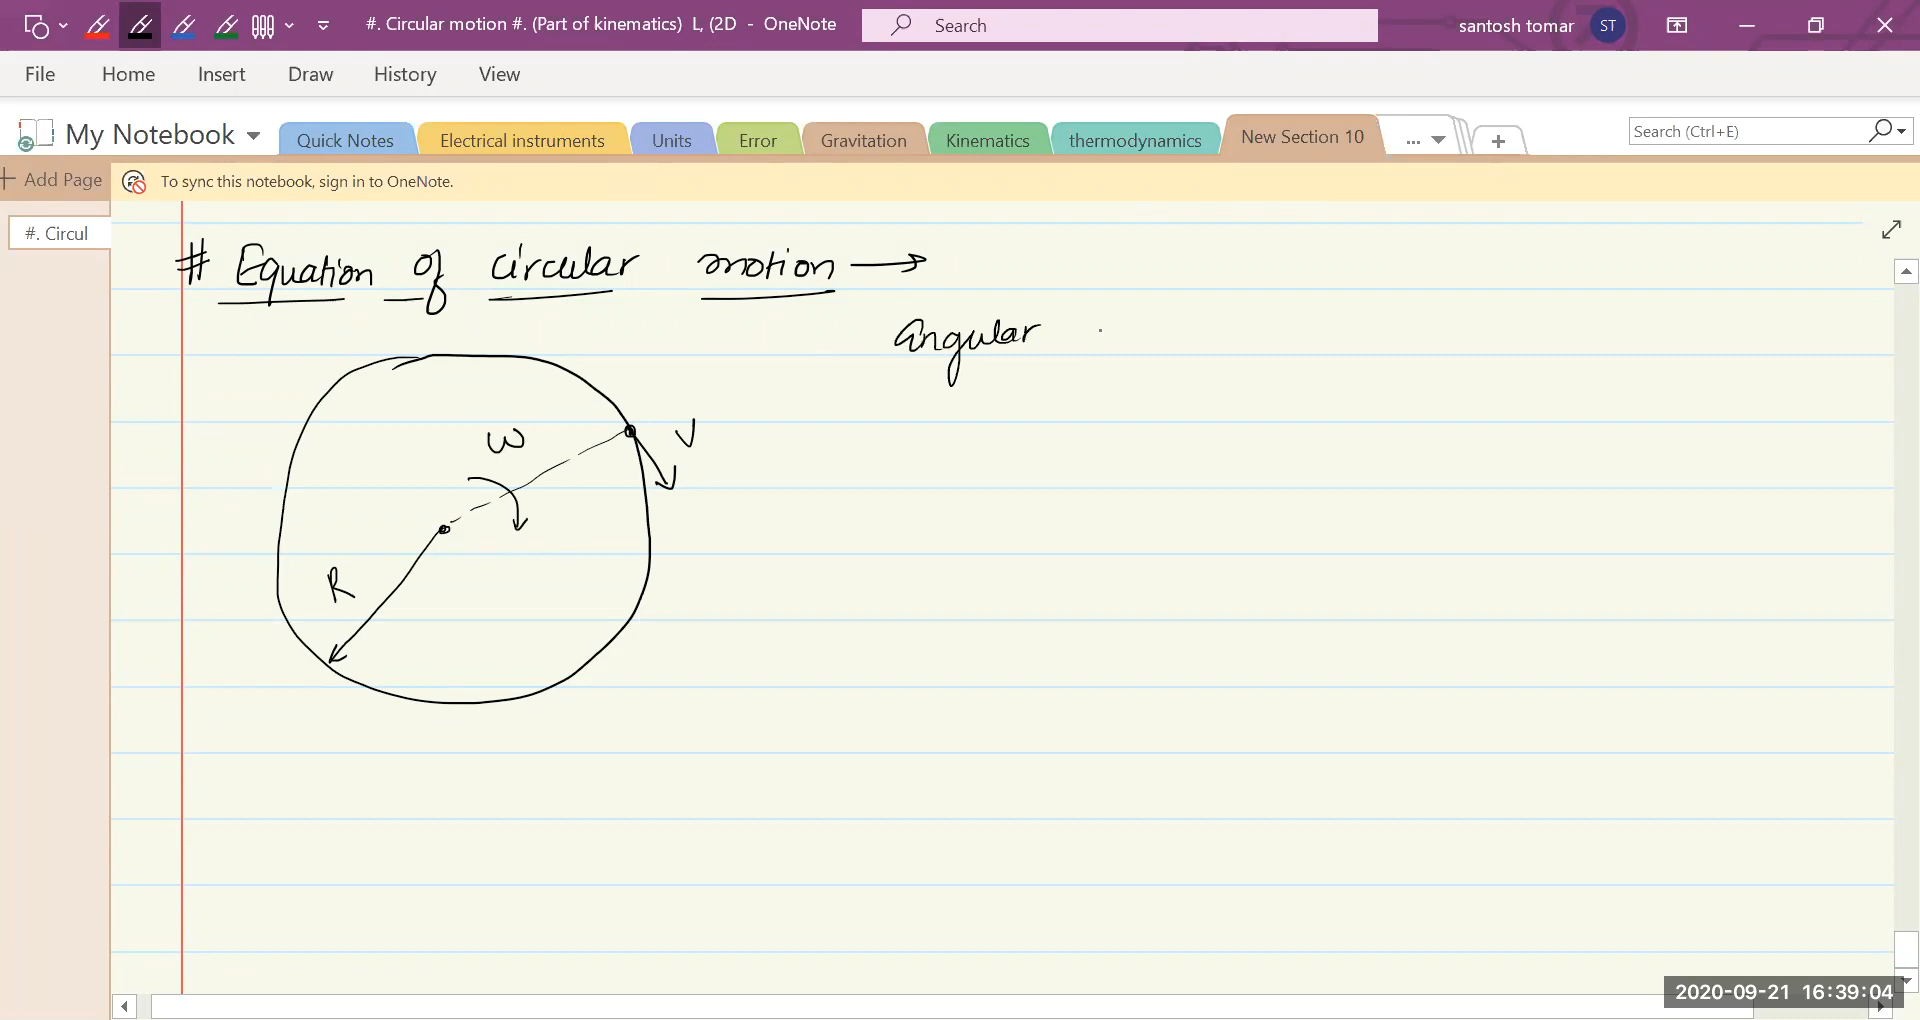 #. Circular motion #. (Part of kinematics) L, (2D - OneNote
Search
santosh tomar ST
File Home Insert Draw History View
My Notebook
Quick Notes Electrical instruments Units Error Gravitation Kinematics thermodynamics New Section 10 ... +
Search (Ctrl+E)
+ Add Page
To sync this notebook, sign in to OneNote.
#. Circul
# Equation of circular motion →
Angular
ω
V
R
2020-09-21 16:39:04